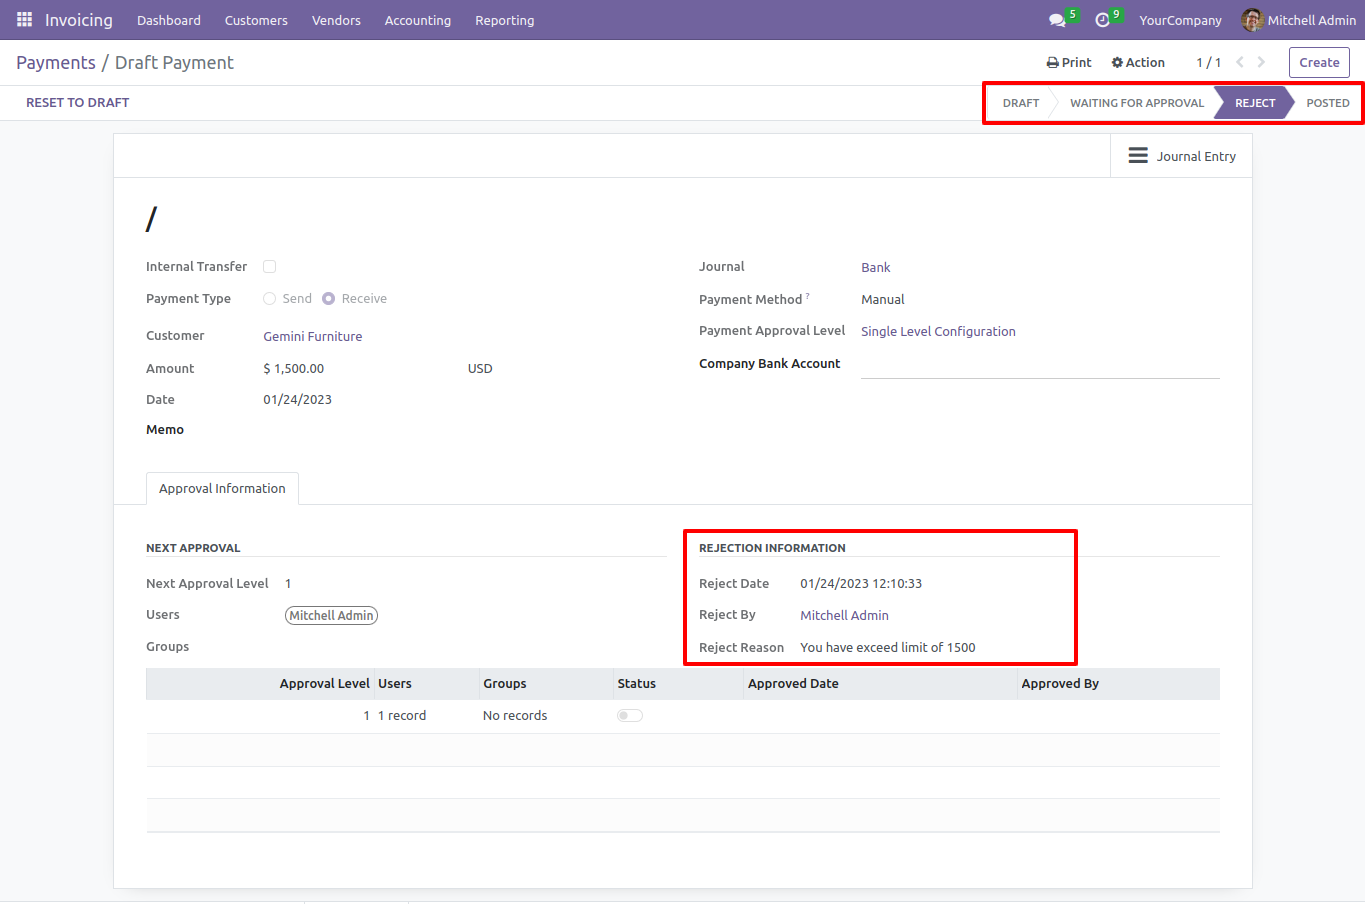 Invoicing Dashboard Customers Vendors Accounting Reporting 5 9 YourCompany Mitchell Admin
Payments / Draft Payment Print Action 1 / 1 Create
RESET TO DRAFT DRAFT WAITING FOR APPROVAL REJECT POSTED
Journal Entry
/
Internal Transfer Journal Bank
Payment Type Send Receive Payment Method ? Manual
Customer Gemini Furniture Payment Approval Level Single Level Configuration
Amount $ 1,500.00 USD Company Bank Account
Date 01/24/2023
Memo
Approval Information
NEXT APPROVAL REJECTION INFORMATION
Next Approval Level 1 Reject Date 01/24/2023 12:10:33
Users Mitchell Admin Reject By Mitchell Admin
Groups Reject Reason You have exceed limit of 1500
Approval Level Users Groups Status Approved Date Approved By
1 1 record No records